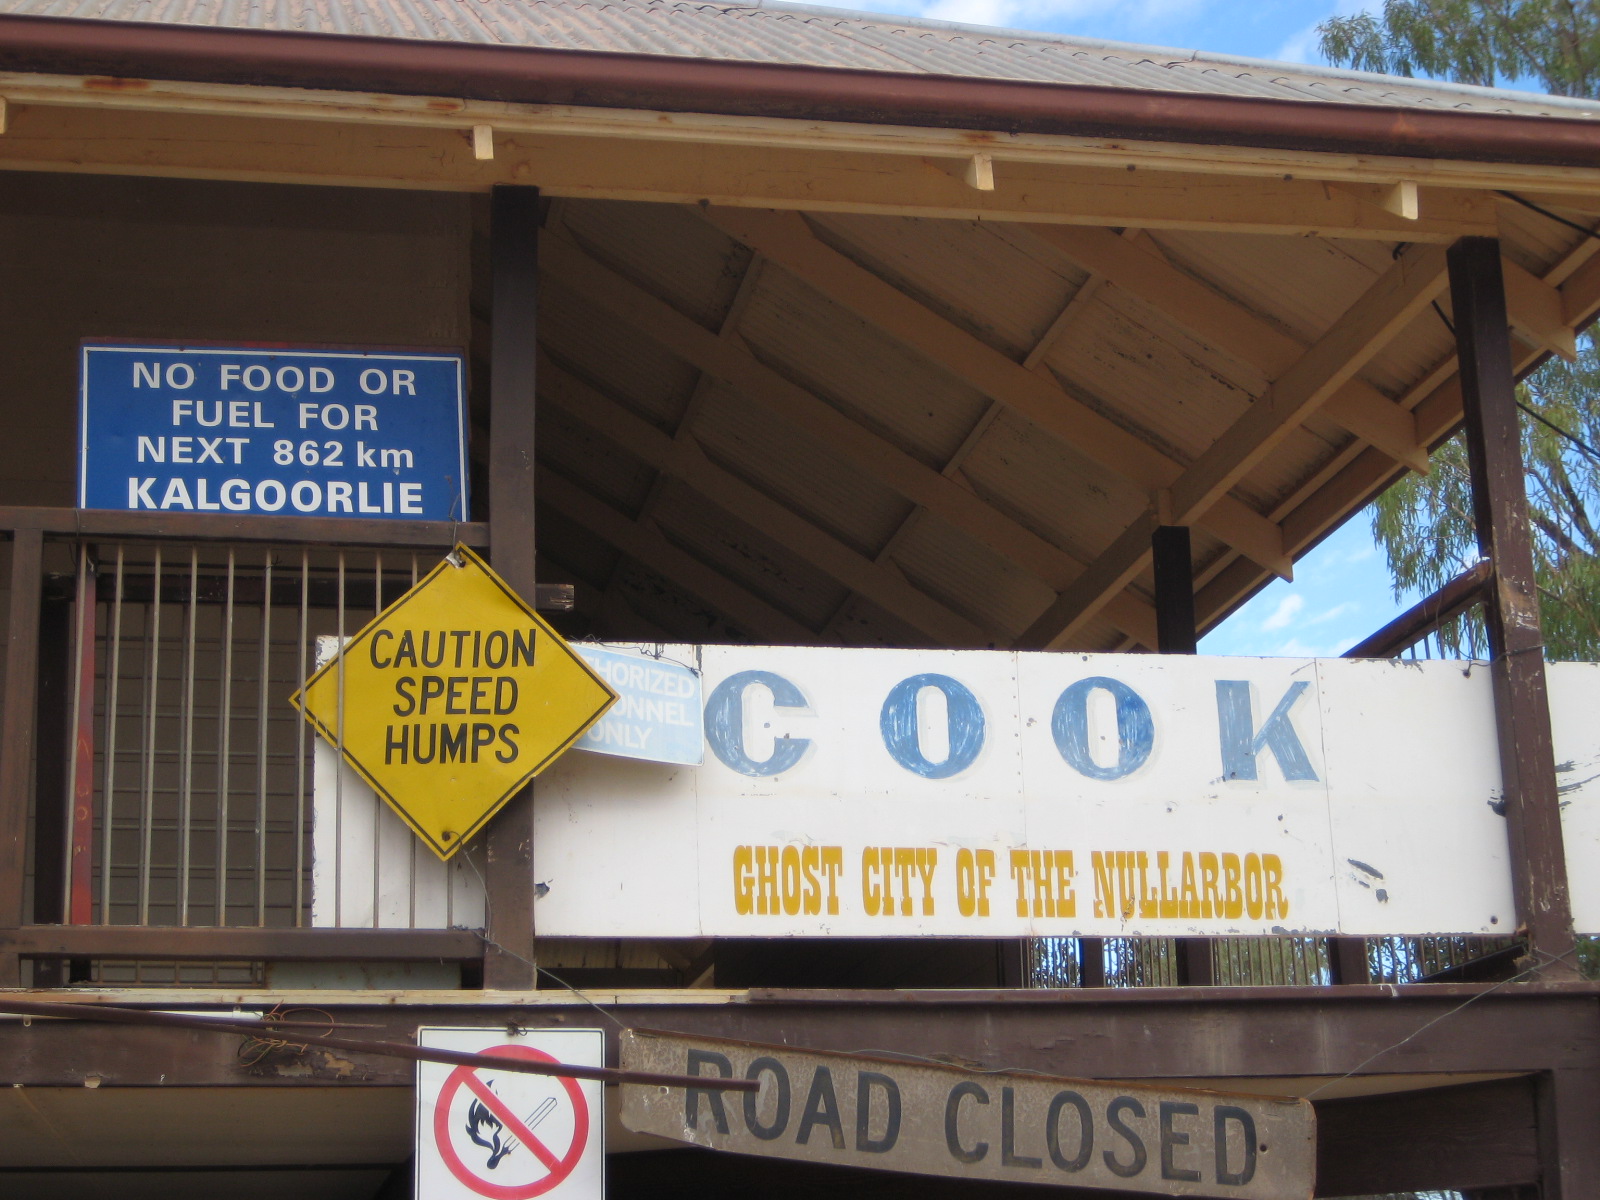 NO FOOD OR
FUEL FOR
NEXT 862 km
KALGOORLIE
CAUTION
SPEED
HUMPS
ONLY
COOK
GHOST CITY OF THE NULLARBOR
ROAD CLOSED